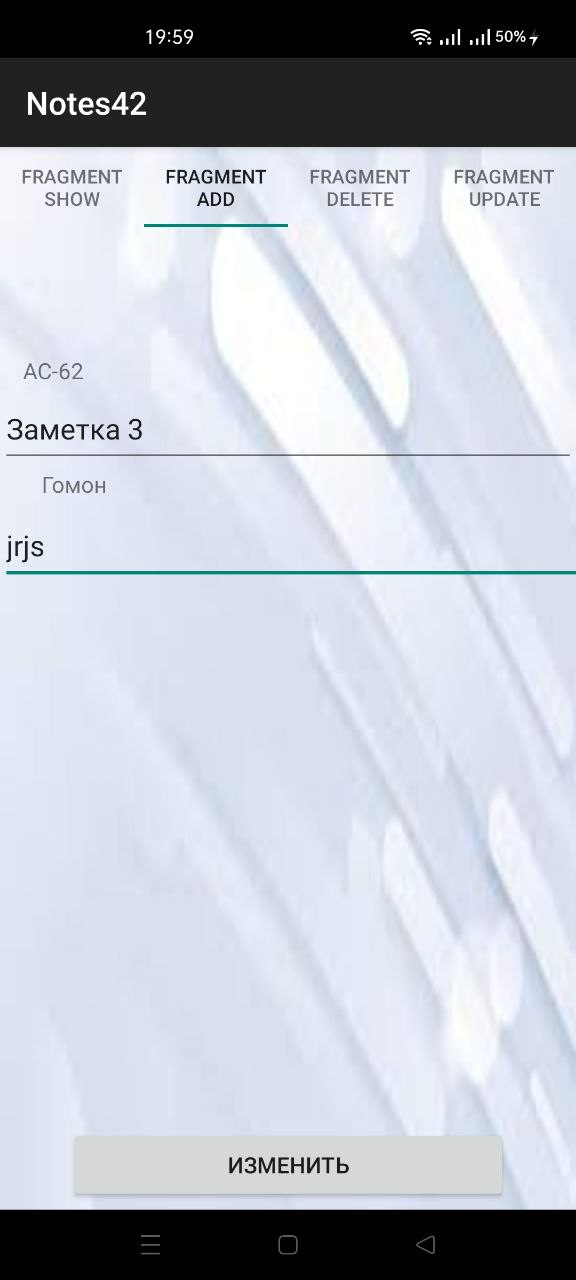 19:59 50%
Notes42
FRAGMENT SHOW
FRAGMENT ADD
FRAGMENT DELETE
FRAGMENT UPDATE
АС-62
Заметка 3
Гомон
jrjs
ИЗМЕНИТЬ